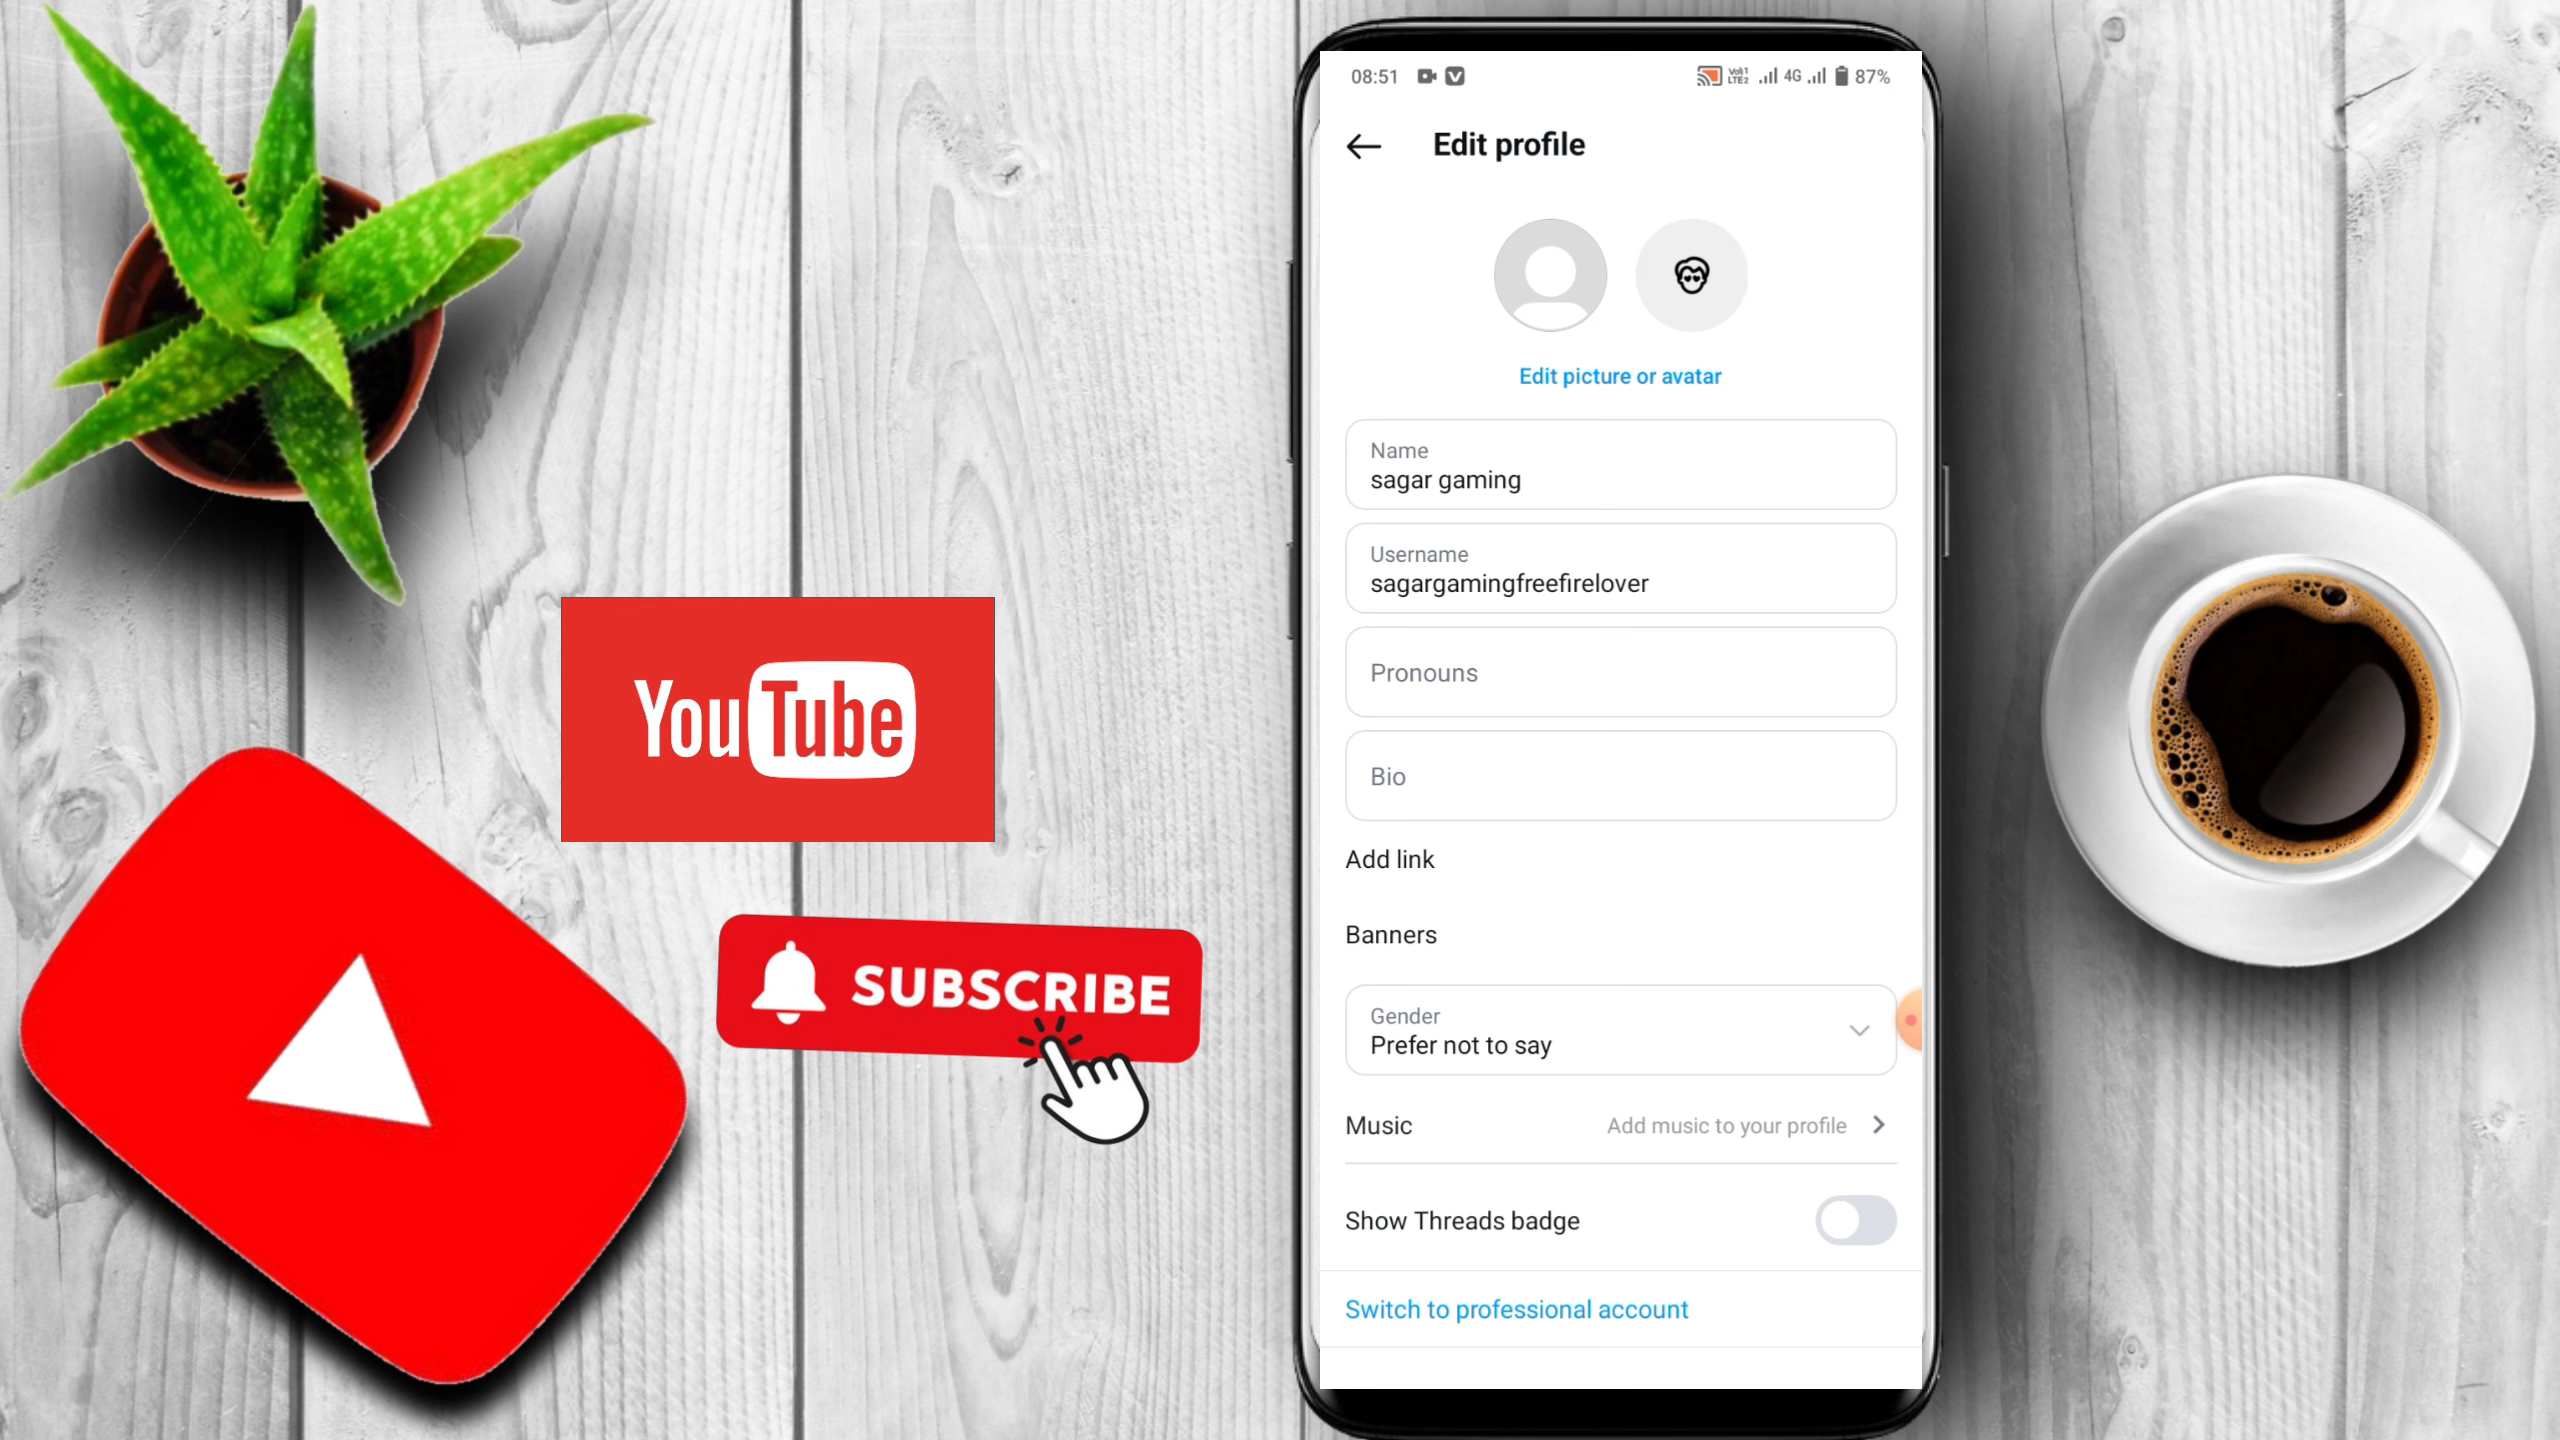 YouTube
SUBSCRIBE
08:51
4G 87%
Edit profile
Edit picture or avatar
Name
sagar gaming
Username
sagargamingfreefirelover
Pronouns
Bio
Add link
Banners
Gender
Prefer not to say
Music Add music to your profile
Show Threads badge
Switch to professional account